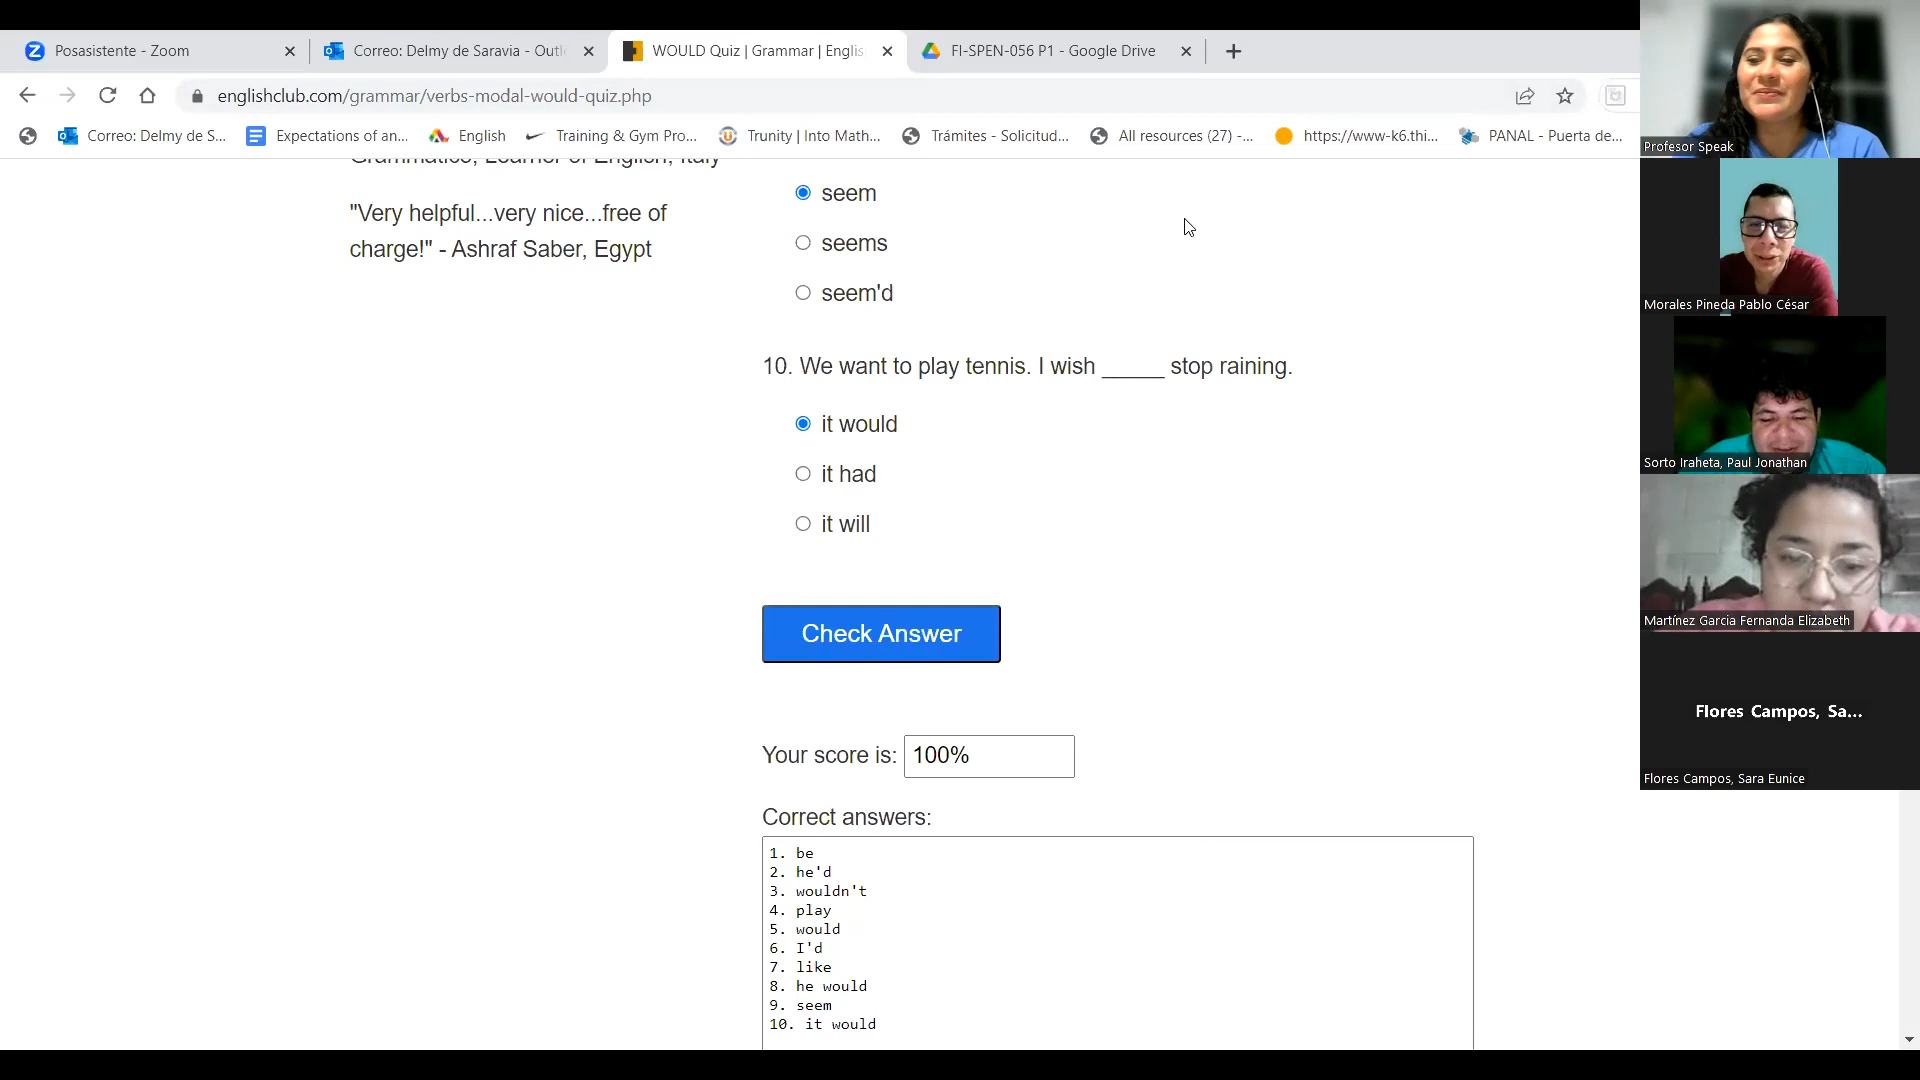 Posasistente - Zoom
Correo: Delmy de Saravia - Outl
WOULD Quiz | Grammar | Englis
FI-SPEN-056 P1 - Google Drive
englishclub.com/grammar/verbs-modal-would-quiz.php
Correo: Delmy de S...
Expectations of an...
English
Training & Gym Pro...
Trunity | Into Math...
Trámites - Solicitud...
All resources (27) -...
https://www-k6.thi...
PANAL - Puerta de...
Grammatico, Learner of English, Italy
"Very helpful...very nice...free of
charge!" - Ashraf Saber, Egypt
seem
seems
seem'd
10. We want to play tennis. I wish _____ stop raining.
it would
it had
it will
Check Answer
Your score is: 100%
Correct answers:
1. be
2. he'd
3. wouldn't
4. play
5. would
6. I'd
7. like
8. he would
9. seem
10. it would
Profesor Speak
Morales Pineda Pablo César
Sorto Iraheta, Paul Jonathan
Martínez Garcia Fernanda Elizabeth
Flores Campos, Sa...
Flores Campos, Sara Eunice